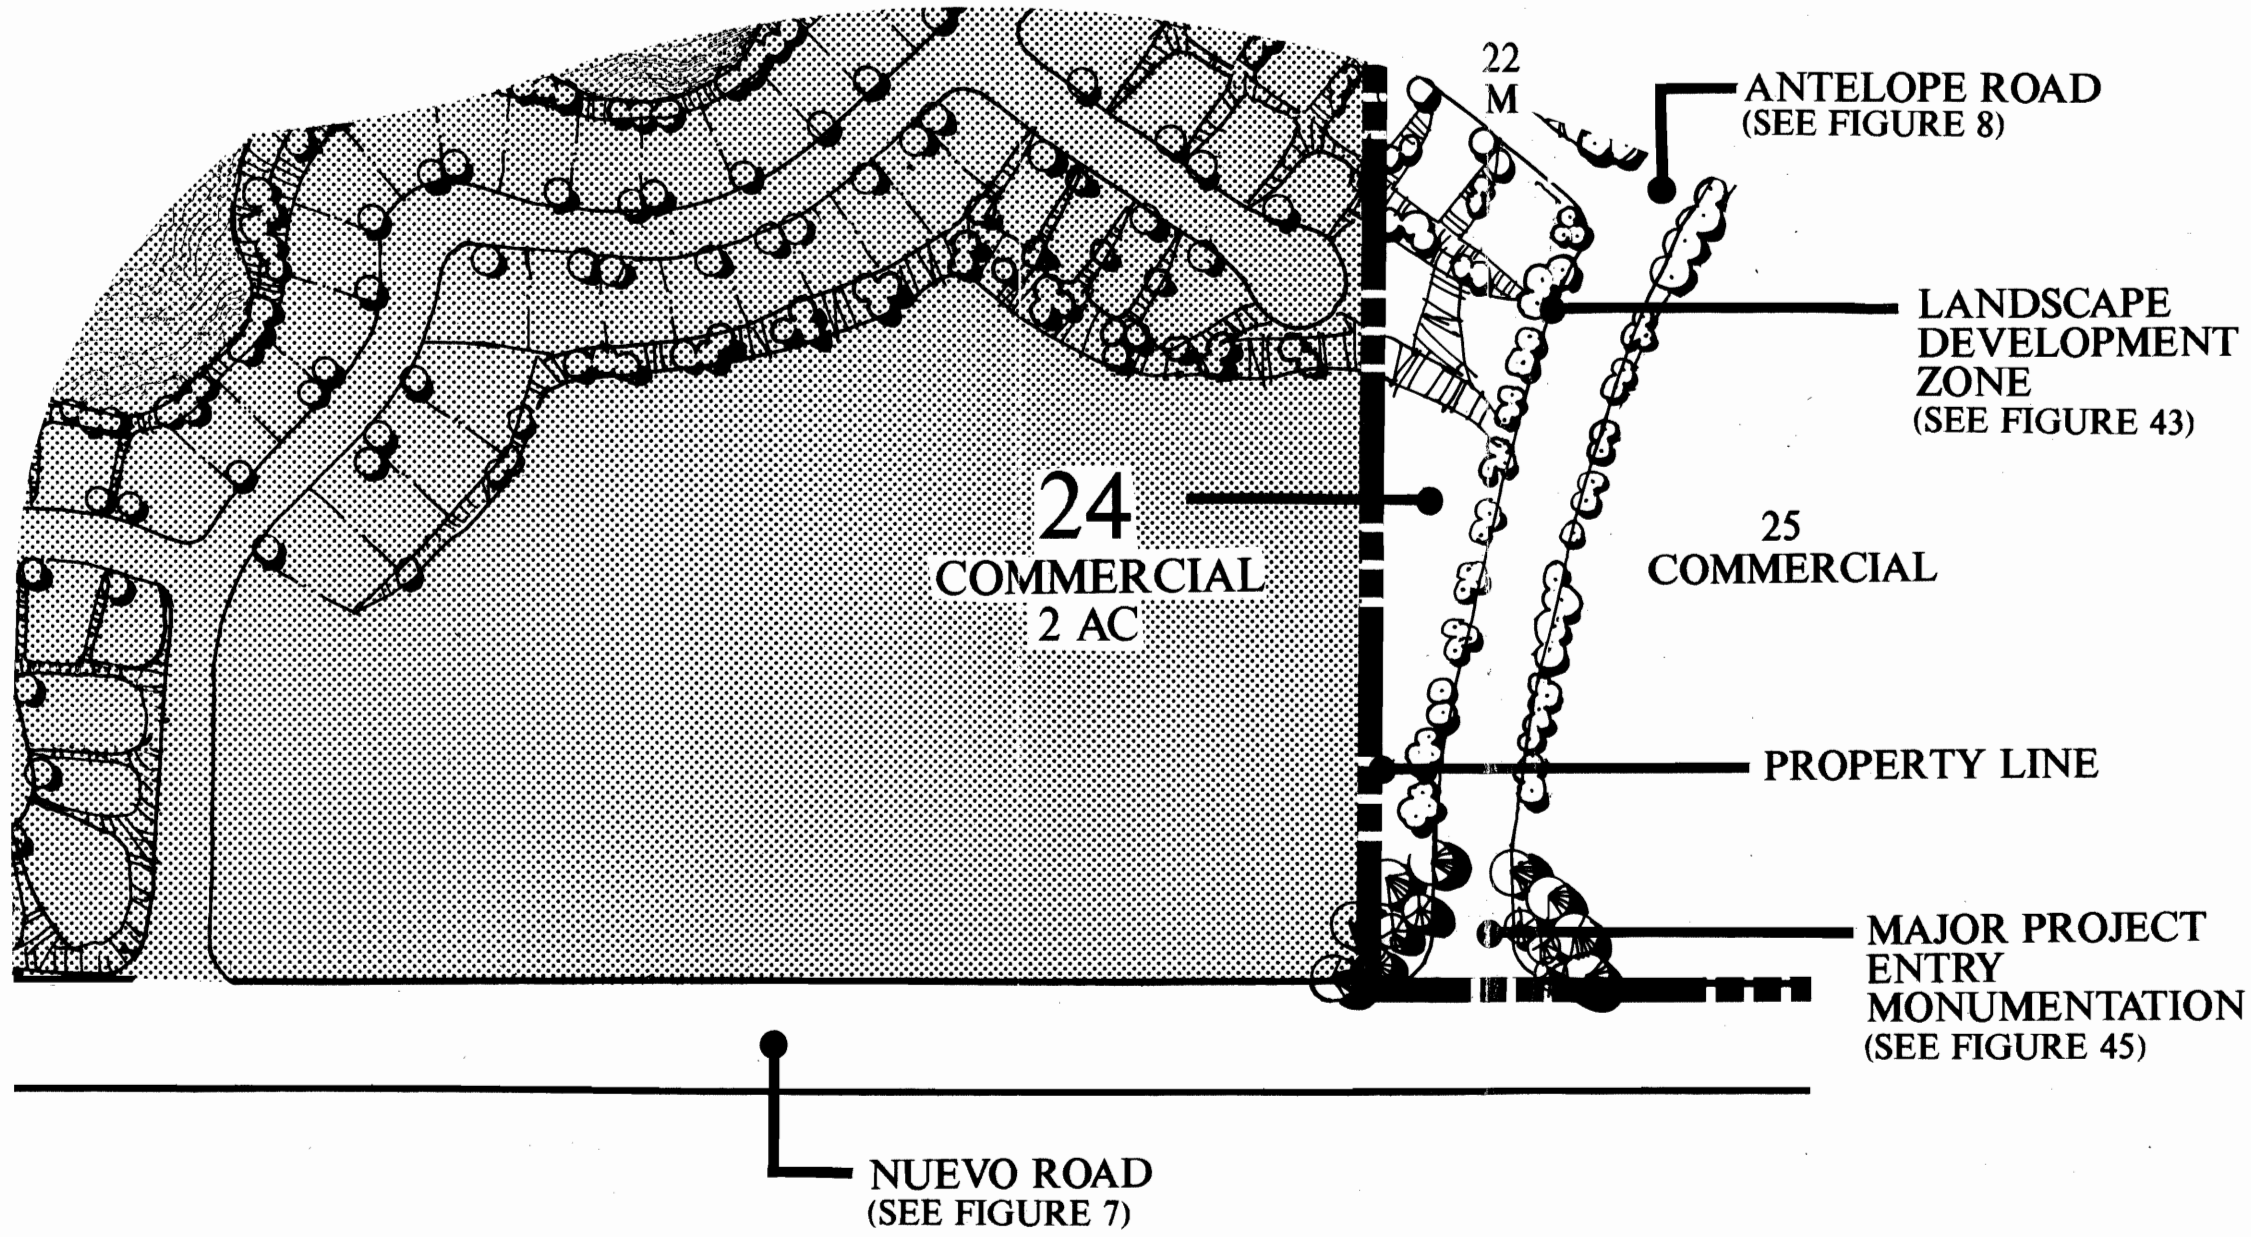 22
M
ANTELOPE ROAD
(SEE FIGURE 8)
LANDSCAPE
DEVELOPMENT
ZONE
(SEE FIGURE 43)
24
COMMERCIAL
2 AC
25
COMMERCIAL
PROPERTY LINE
MAJOR PROJECT
ENTRY
MONUMENTATION
(SEE FIGURE 45)
NUEVO ROAD
(SEE FIGURE 7)